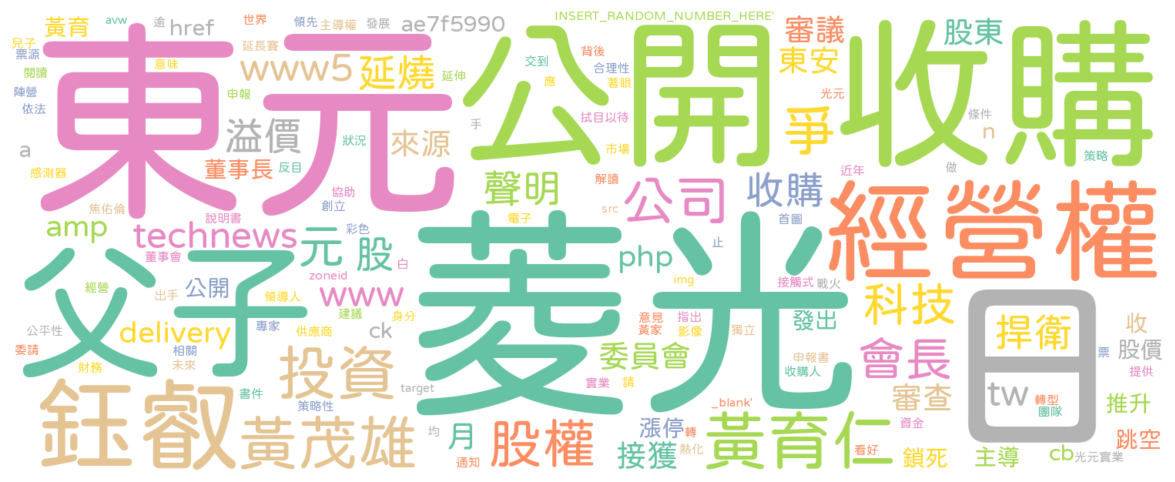 INSERT_RANDOM_NUMBER_HERE'
黃育
avw
逾
href
世界
領先
主導權
發展
ae7f5990
東元
公開
收購
審議
股東
兒子
票源
閱讀
意味
延長賽
www5
延燒
延伸
交到
背後
合理性
應
著眼
東安
陣營
依法
申報
光元
溢價
來源
手
拭目以待
爭
條件
n
a
狀況
市場
策略
感測器
董事長
反目
聲明
解讀
公司
收購
近年
做
經營權
焦佑倫
協助
創立
電子
src
首圖
amp
說明書
technews
彩色
元
股
董事會
白
php
止
父子
zoneid
菱光
img
接觸式
戰火
經營
公開
出手
領導人
www
建議
身分
意見
黃家
指出
影像
獨立
發出
科技
日
捍衛
收
公平性
委請
delivery
專家
供應商
ck
委員會
申報書
收購人
會長
票
股價
提供
財務
相關
未來
投資
target
實業
請
審查
tw
轉型
團隊
推升
鈺叡
書件
策略性
黃茂雄
均
_blank'
漲停
轉
黃育仁
資金
跳空
月
通知
股權
接獲
熱化
看好
鎖死
主導
cb
光元實業